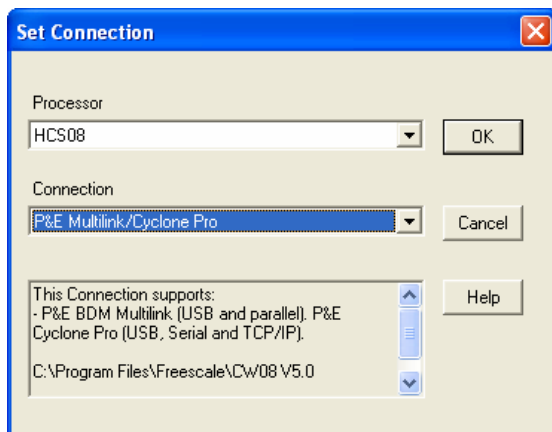 Set Connection
Processor
HCS08
OK
Connection
P&E Multilink/Cyclone Pro
Cancel
This Connection supports:
- P&E BDM Multilink (USB and parallel). P&E
Cyclone Pro (USB, Serial and TCP/IP).
C:\Program Files\Freescale\CW08 V5.0
Help